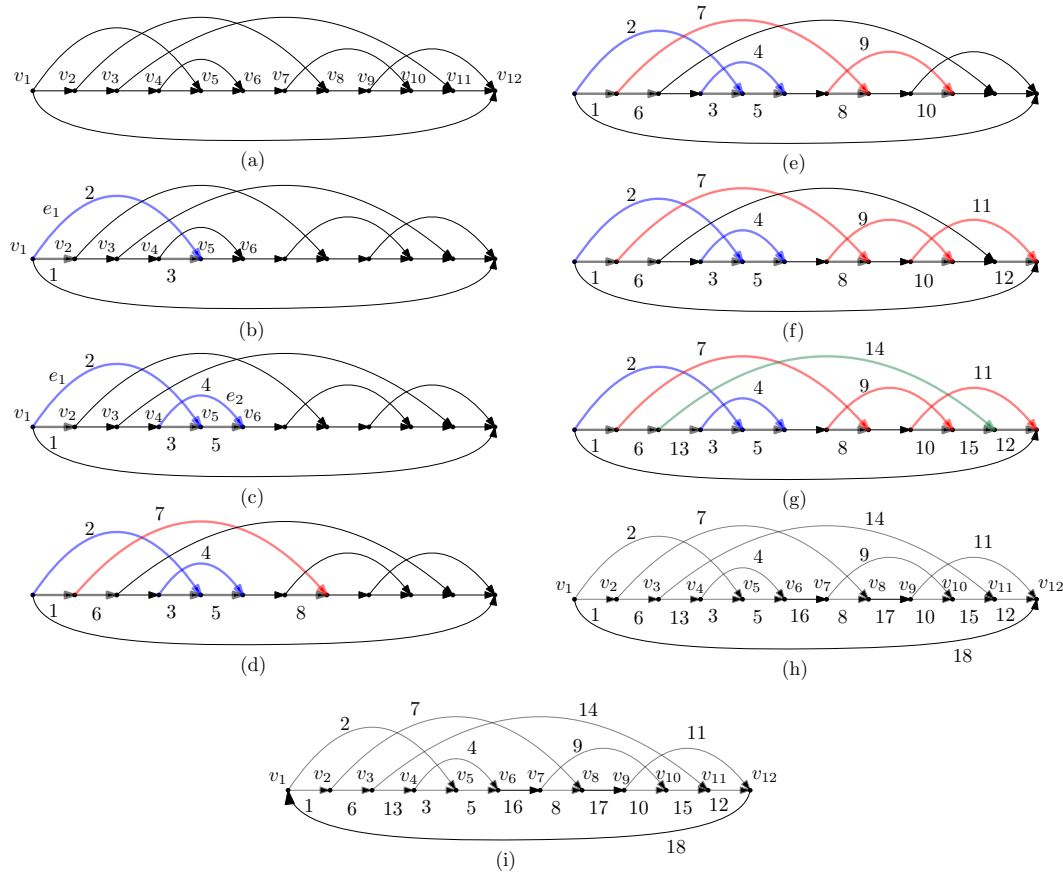 v1 v2 v3 v4 v5 v6 v7 v8 v9 v10 v11 v12
(a)
2
e1
v1 v2 v3 v4 v5 v6
1 3
(b)
2
e1 4 e2
v1 v2 v3 v4 v5 v6
1 3 5
(c)
7
2
4
1 6 3 5 8
(d)
7
2
4 9
1 6 3 5 8 10
(e)
7
2 11
4 9
1 6 3 5 8 10 12
(f)
14
7
2 11
4 9
1 6 13 3 5 8 10 15 12
(g)
7 14
2 11
4 9
v1 v2 v3 v4 v5 v6 v7 v8 v9 v10 v11 v12
1 6 13 3 5 16 8 17 10 15 12
18
(h)
7 14
2 11
4 9
v1 v2 v3 v4 v5 v6 v7 v8 v9 v10 v11 v12
1 6 13 3 5 16 8 17 10 15 12
18
(i)